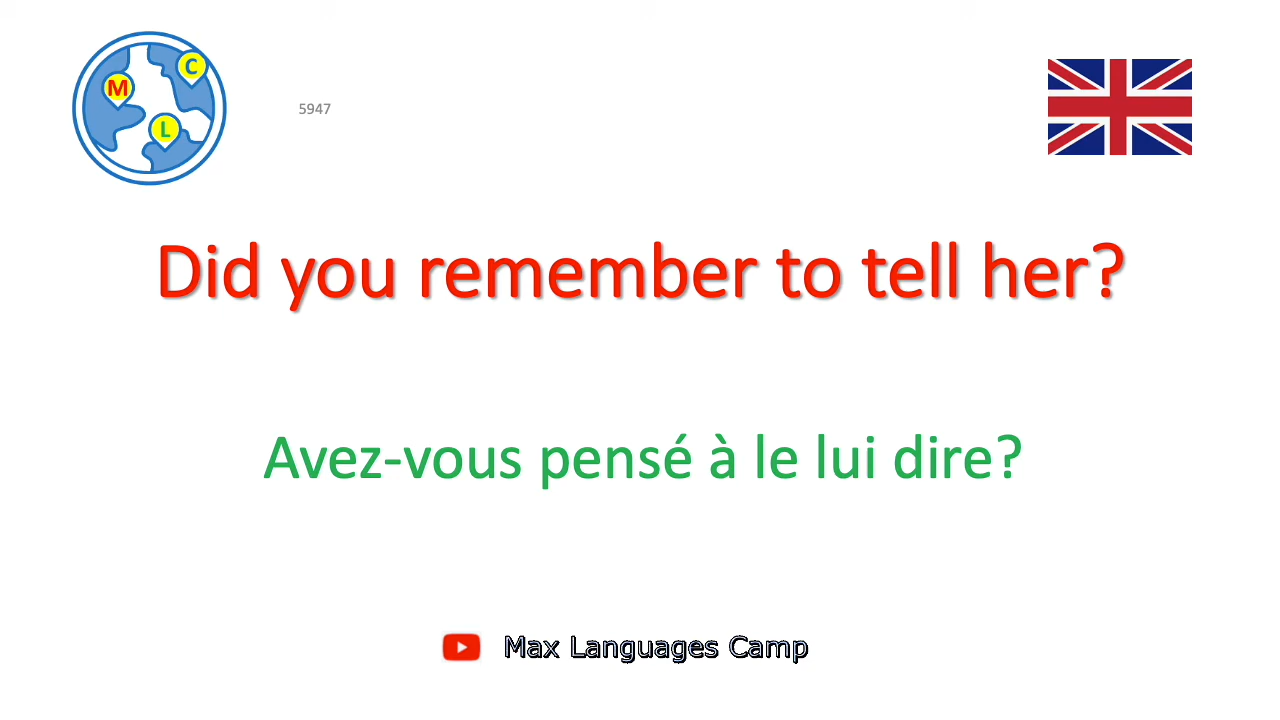 C
M
L
5947
Did you remember to tell her?
Avez-vous pensé à le lui dire?
Max Languages Camp